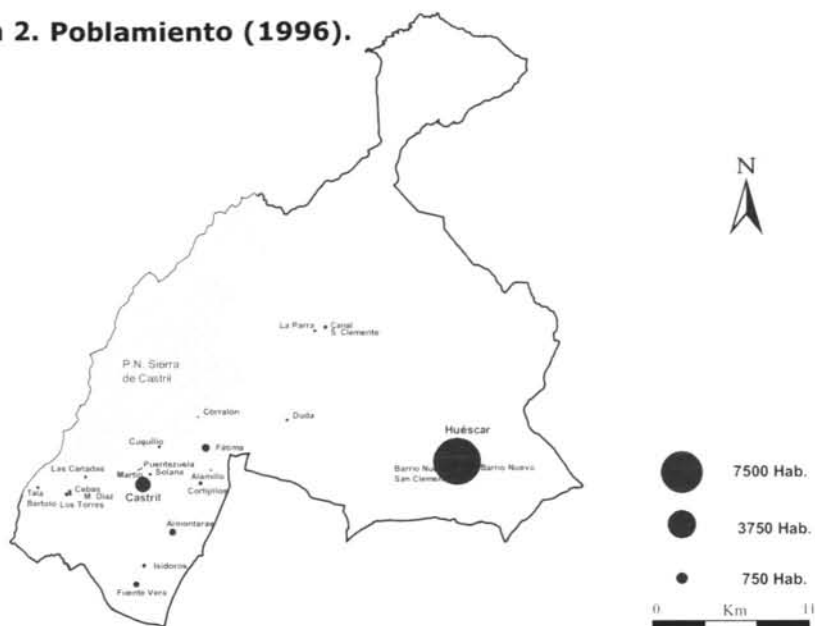 2. Poblamiento (1996).
N
La Parra
Canal
S. Clemente
P.N. Sierra
de Castril
Corralón
Duda
Huéscar
Cuquillo
Fátima
Las Cañadas
Puentezuela
Martín
Solana
Alamillo
Barrio Nuevo
San Clemente
Barrio Nuevo
Tala
Cebas
M. Díaz
Castril
Cortijillos
Bartolo
Los Torres
Almontaras
Isidoros
Fuente Vera
7500 Hab.
3750 Hab.
750 Hab.
0 Km 11